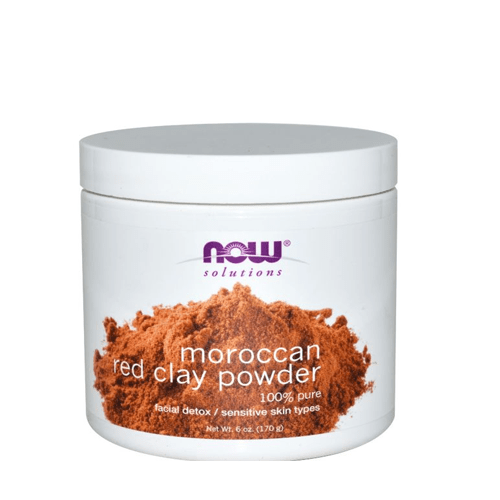 now®
solutions
moroccan
red clay powder
100% pure
facial detox / sensitive skin types
Net Wt. 6 oz. (170 g)